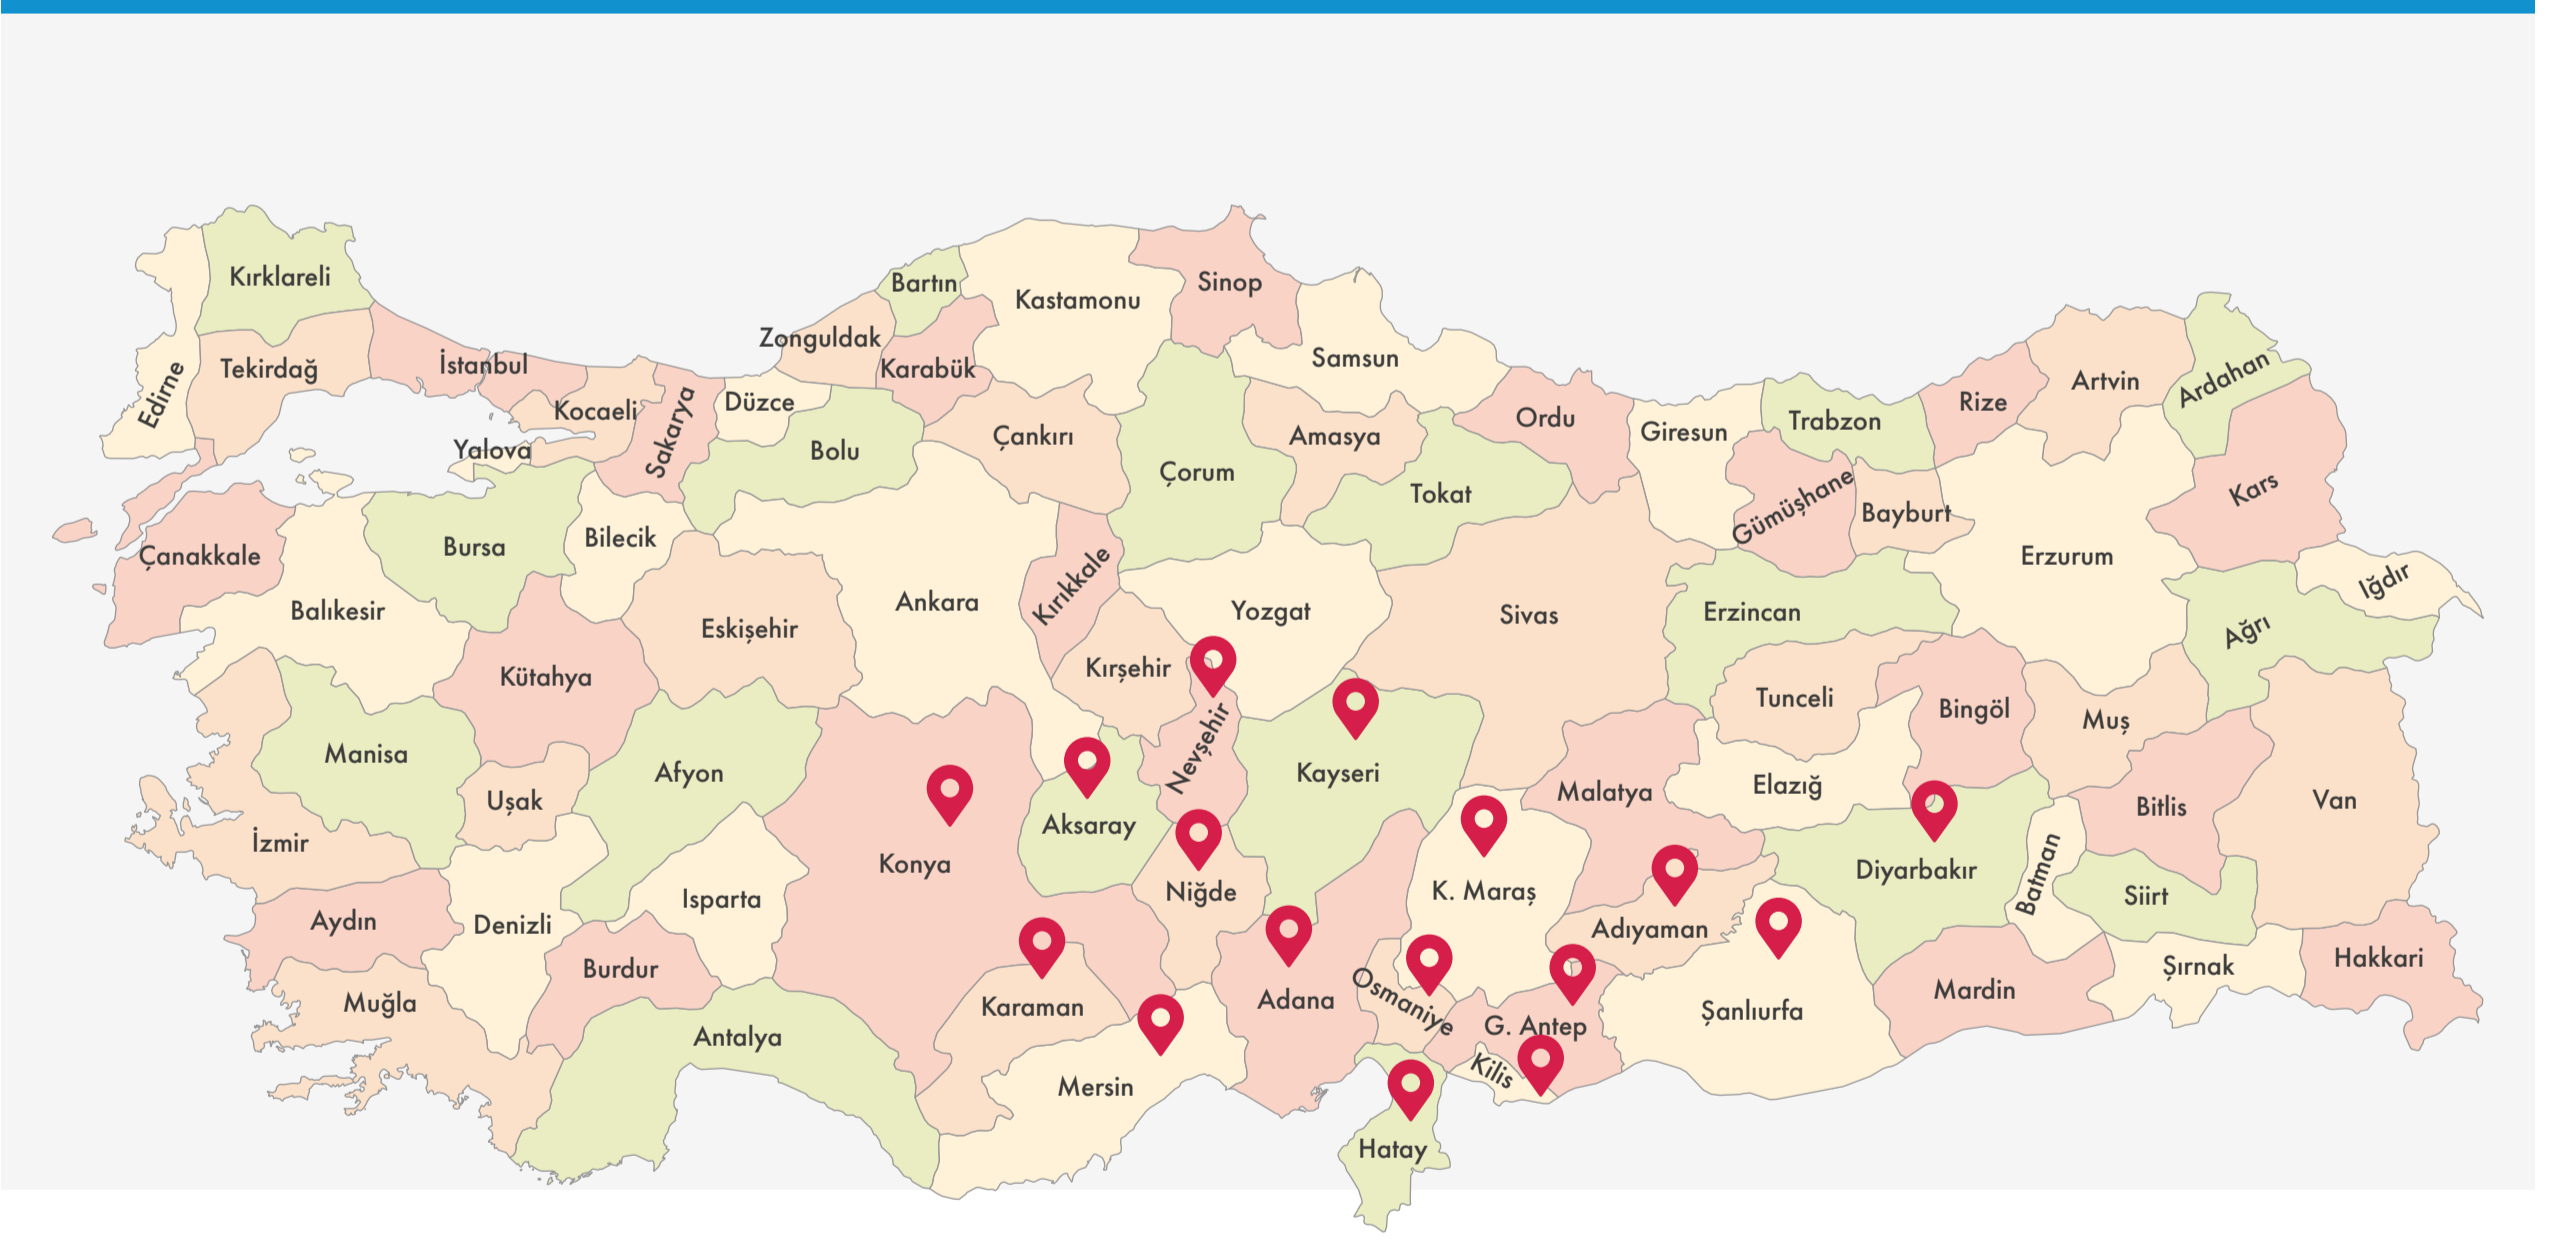 Kırklareli
Edirne
Tekirdağ
İstanbul
Kocaeli
Yalova
Sakarya
Düzce
Zonguldak
Bartın
Karabük
Kastamonu
Sinop
Samsun
Çankırı
Bolu
Çorum
Amasya
Tokat
Ordu
Giresun
Trabzon
Gümüşhane
Bayburt
Rize
Artvin
Ardahan
Kars
Iğdır
Ağrı
Erzurum
Erzincan
Sivas
Yozgat
Kırıkkale
Kırşehir
Ankara
Eskişehir
Bilecik
Bursa
Çanakkale
Balıkesir
Kütahya
Manisa
Uşak
Afyon
İzmir
Aydın
Denizli
Isparta
Burdur
Muğla
Antalya
Konya
Aksaray
Nevşehir
Niğde
Kayseri
Karaman
Mersin
Adana
Osmaniye
Hatay
K. Maraş
G. Antep
Kilis
Malatya
Adıyaman
Şanlıurfa
Elazığ
Tunceli
Bingöl
Muş
Diyarbakır
Batman
Bitlis
Siirt
Van
Mardin
Şırnak
Hakkari